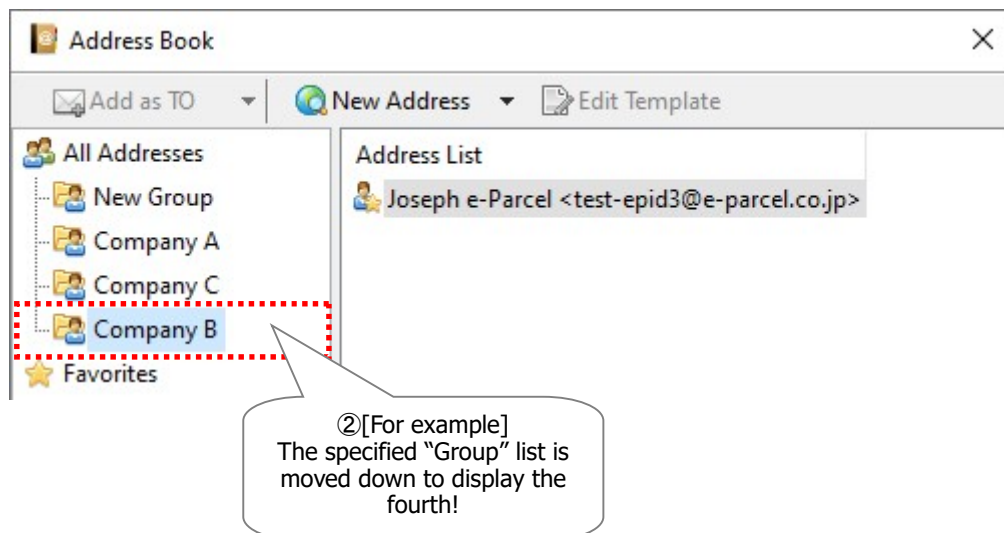 Address Book
Add as TO New Address Edit Template
All Addresses
New Group
Company A
Company C
Company B
Favorites
Address List
Joseph e-Parcel <test-epid3@e-parcel.co.jp>
②[For example]
The specified “Group” list is
moved down to display the
fourth!